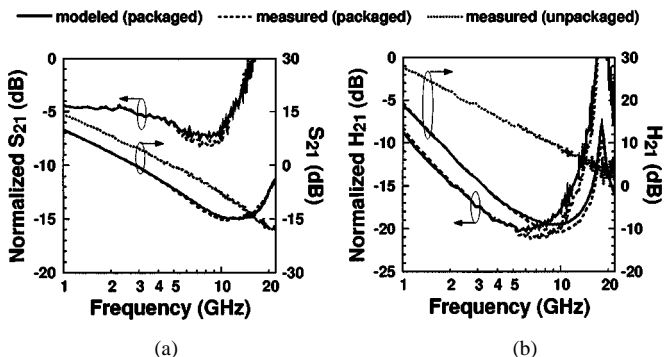 modeled (packaged) measured (packaged) measured (unpackaged)
Normalized S21 (dB)
0
-5
-10
-15
-20
30
15
0
-15
-30
S21 (dB)
1 2 3 4 5 10 20
Frequency (GHz)
(a)
Normalized H21 (dB)
0
-5
-10
-15
-20
-25
30
20
10
0
-10
-20
H21 (dB)
1 2 3 4 5 10 20
Frequency (GHz)
(b)